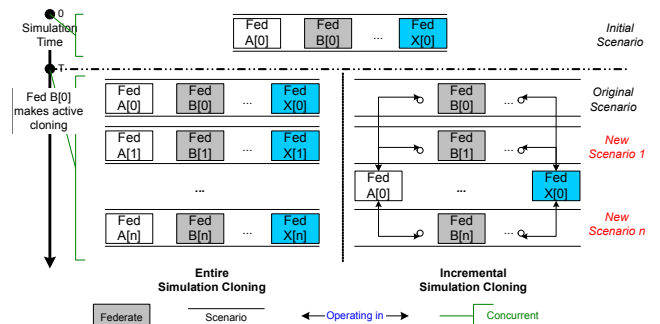 0
Simulation
Time
Fed
A[0]
Fed
B[0]
...
Fed
X[0]
Initial
Scenario
T
Fed B[0]
makes active
cloning
Fed
A[0]
Fed
B[0]
...
Fed
X[0]
Fed
A[1]
Fed
B[1]
...
Fed
X[1]
...
Fed
A[n]
Fed
B[n]
...
Fed
X[n]
Entire
Simulation Cloning
Fed
B[0]
...
Original
Scenario
Fed
B[1]
...
New
Scenario 1
Fed
A[0]
...
Fed
X[0]
Fed
B[n]
...
New
Scenario n
Incremental
Simulation Cloning
Federate
Scenario
Operating in
Concurrent